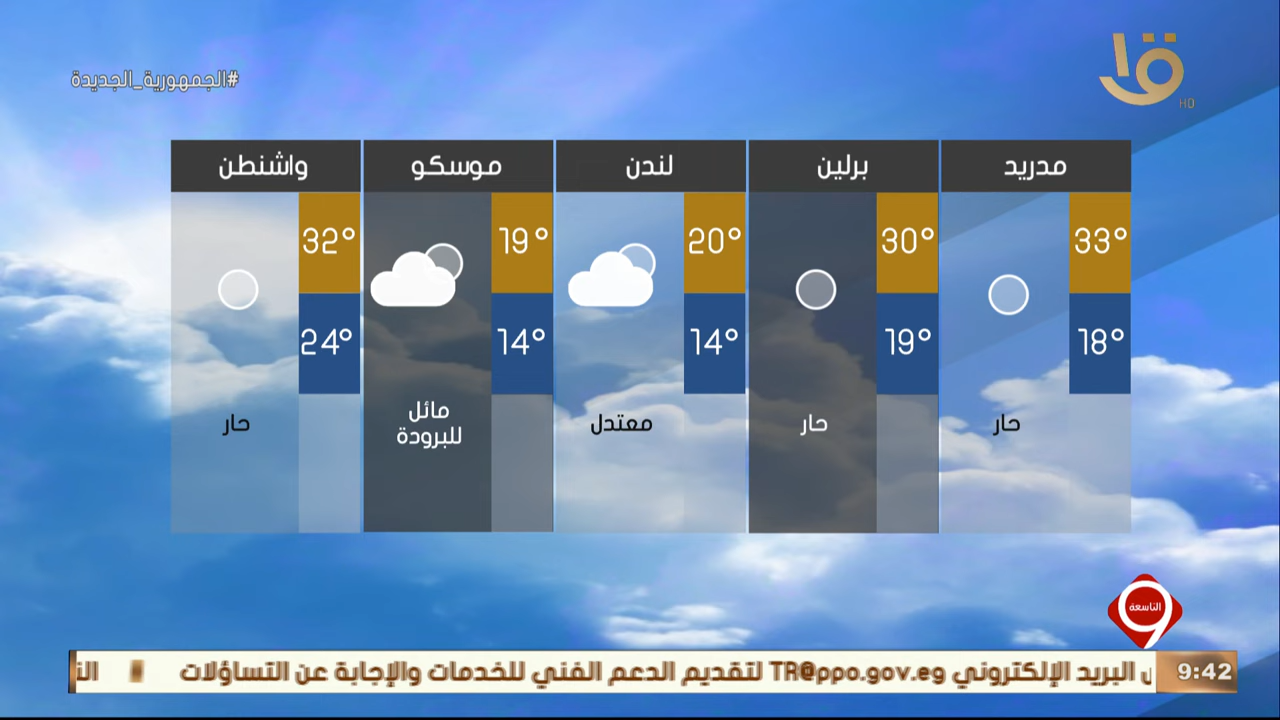 #الجمهورية_الجديدة
HD
مدريد
33°
18°
حار
برلين
30°
19°
حار
لندن
20°
14°
معتدل
موسكو
19°
14°
مائل
للبرودة
واشنطن
32°
24°
حار
التاسعة
9
البريد الإلكتروني TR@ppo.gov.eg لتقديم الدعم الفني للخدمات والإجابة عن التساؤلات
9:42